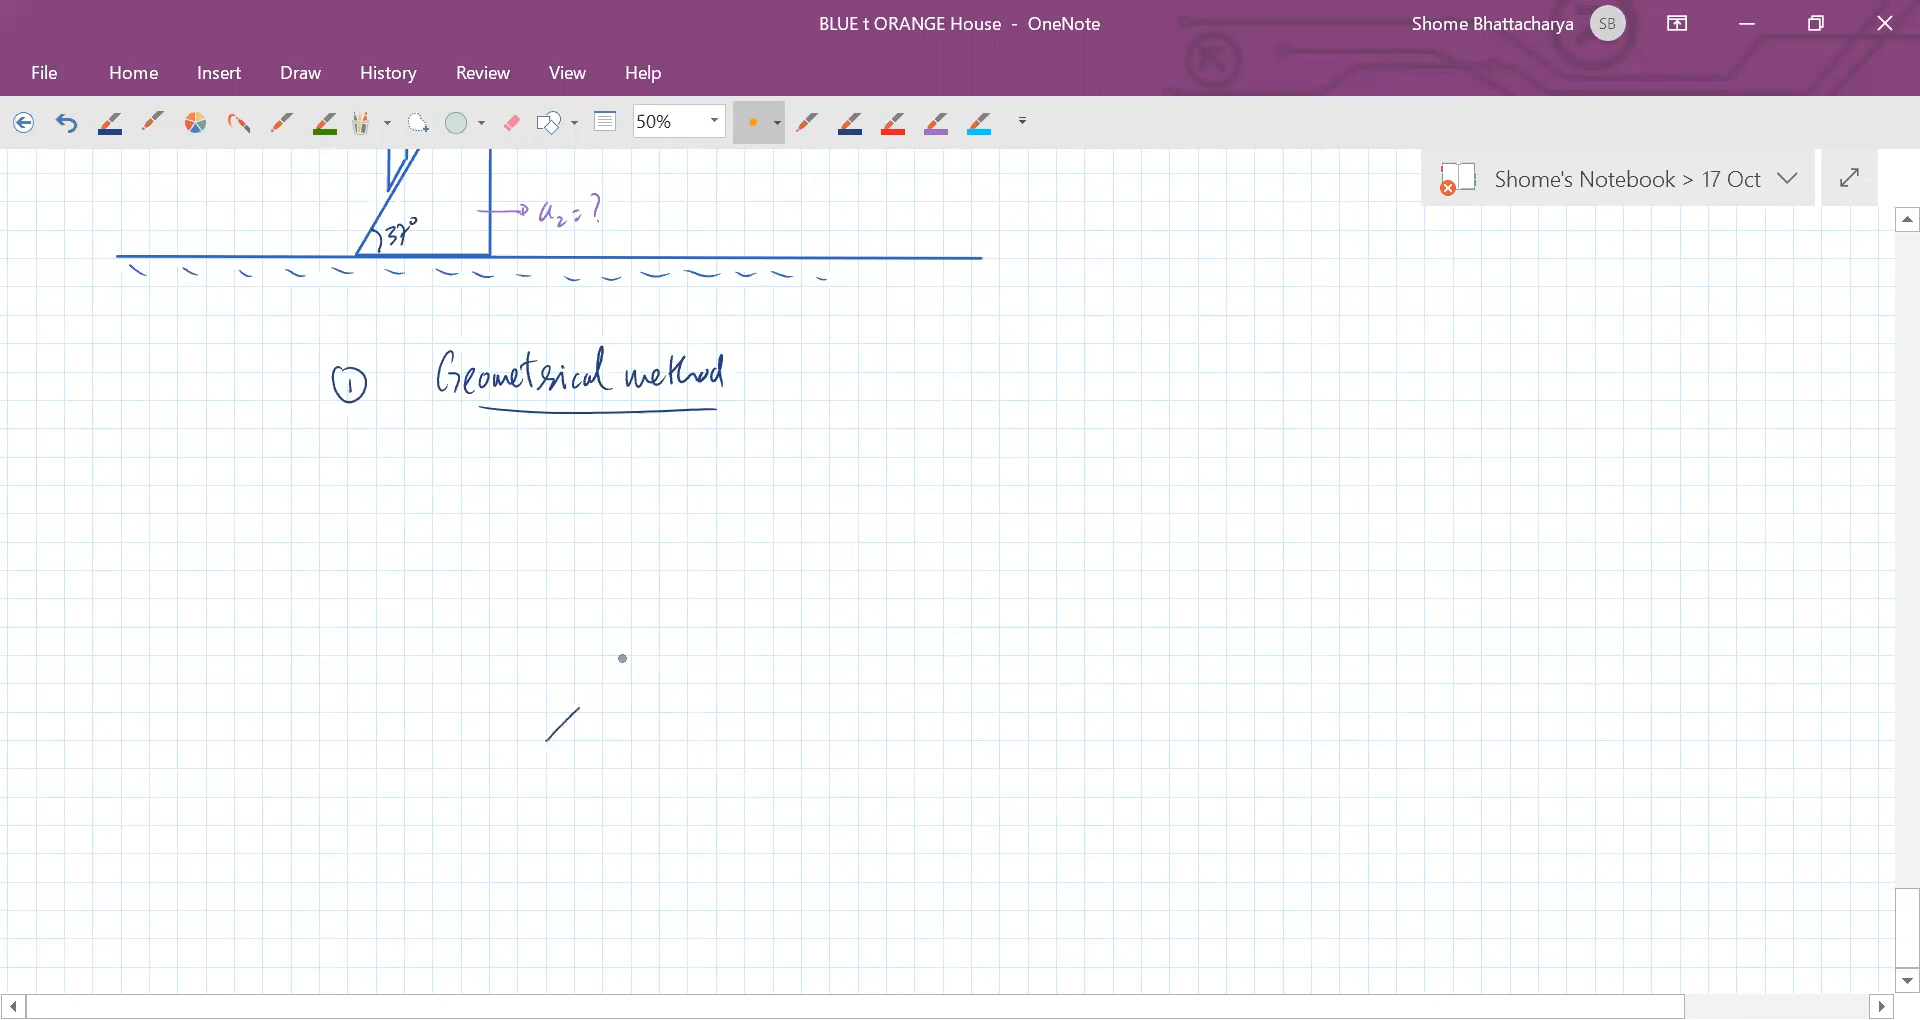 BLUE t ORANGE House - OneNote
Shome Bhattacharya SB
File Home Insert Draw History Review View Help
50%
Shome's Notebook > 17 Oct
a₂ = ?
37°
① Geometrical method